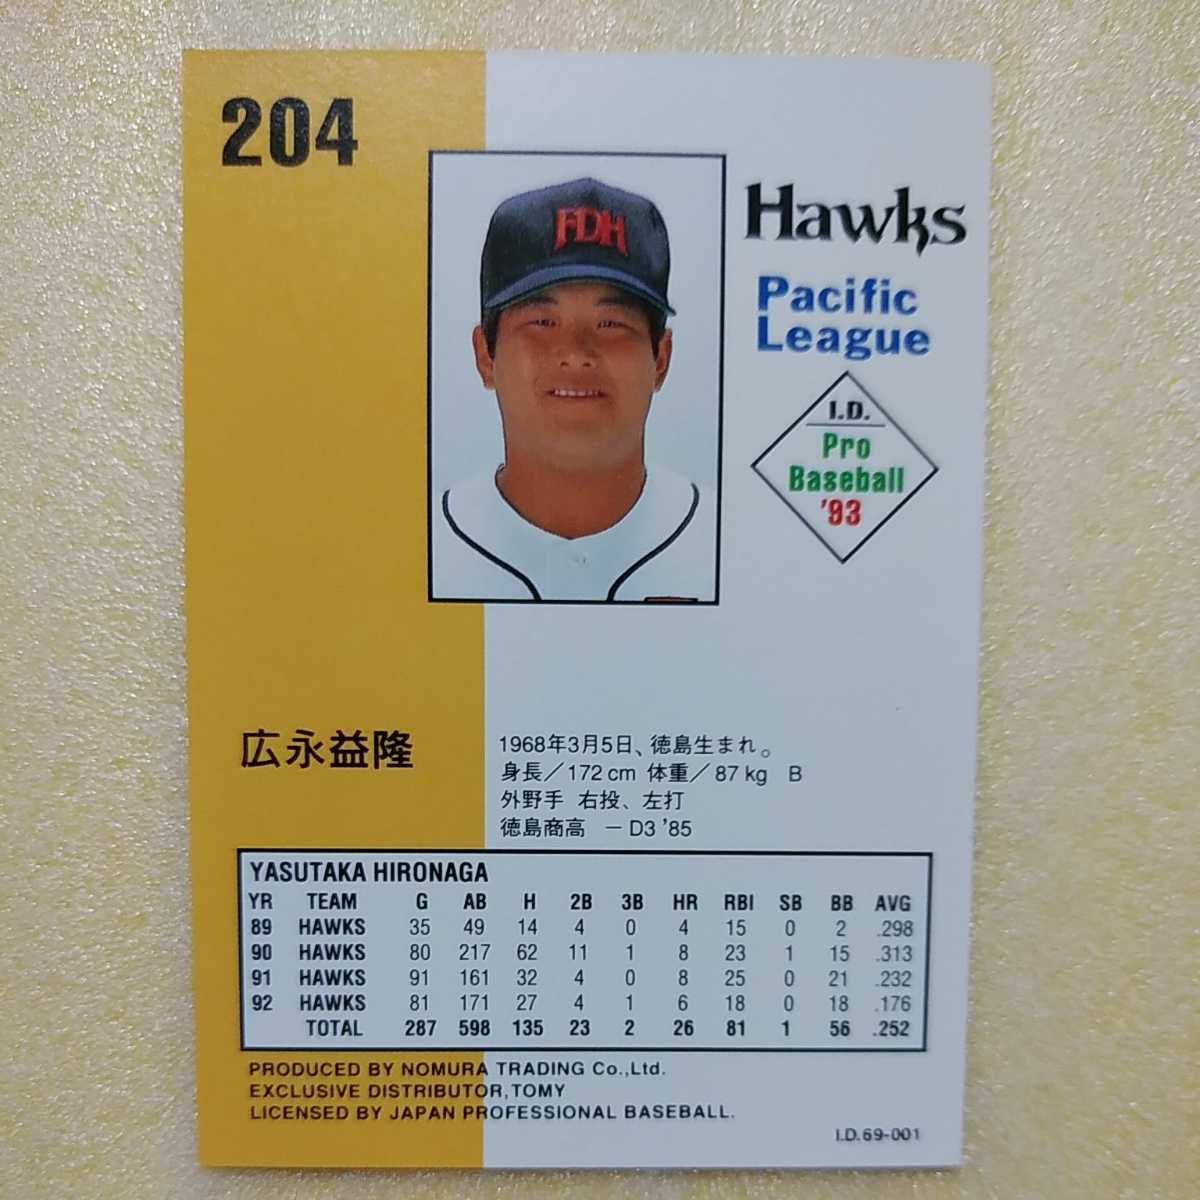 204
FDH
Hawks
Pacific
League
I.D.
Pro
Baseball
'93
広永益隆
1968年3月5日、徳島生まれ。
身長／172cm 体重／87kg B
外野手 右投、左打
徳島商高 －D3 '85
YASUTAKA HIRONAGA
YR TEAM G AB H 2B 3B HR RBI SB BB AVG
89 HAWKS 35 49 14 4 0 4 15 0 2 .298
90 HAWKS 80 217 62 11 1 8 23 1 15 .313
91 HAWKS 91 161 32 4 0 8 25 0 21 .232
92 HAWKS 81 171 27 4 1 6 18 0 18 .176
TOTAL 287 598 135 23 2 26 81 1 56 .252
PRODUCED BY NOMURA TRADING Co.,Ltd.
EXCLUSIVE DISTRIBUTOR,TOMY
LICENSED BY JAPAN PROFESSIONAL BASEBALL.
I.D.69-001